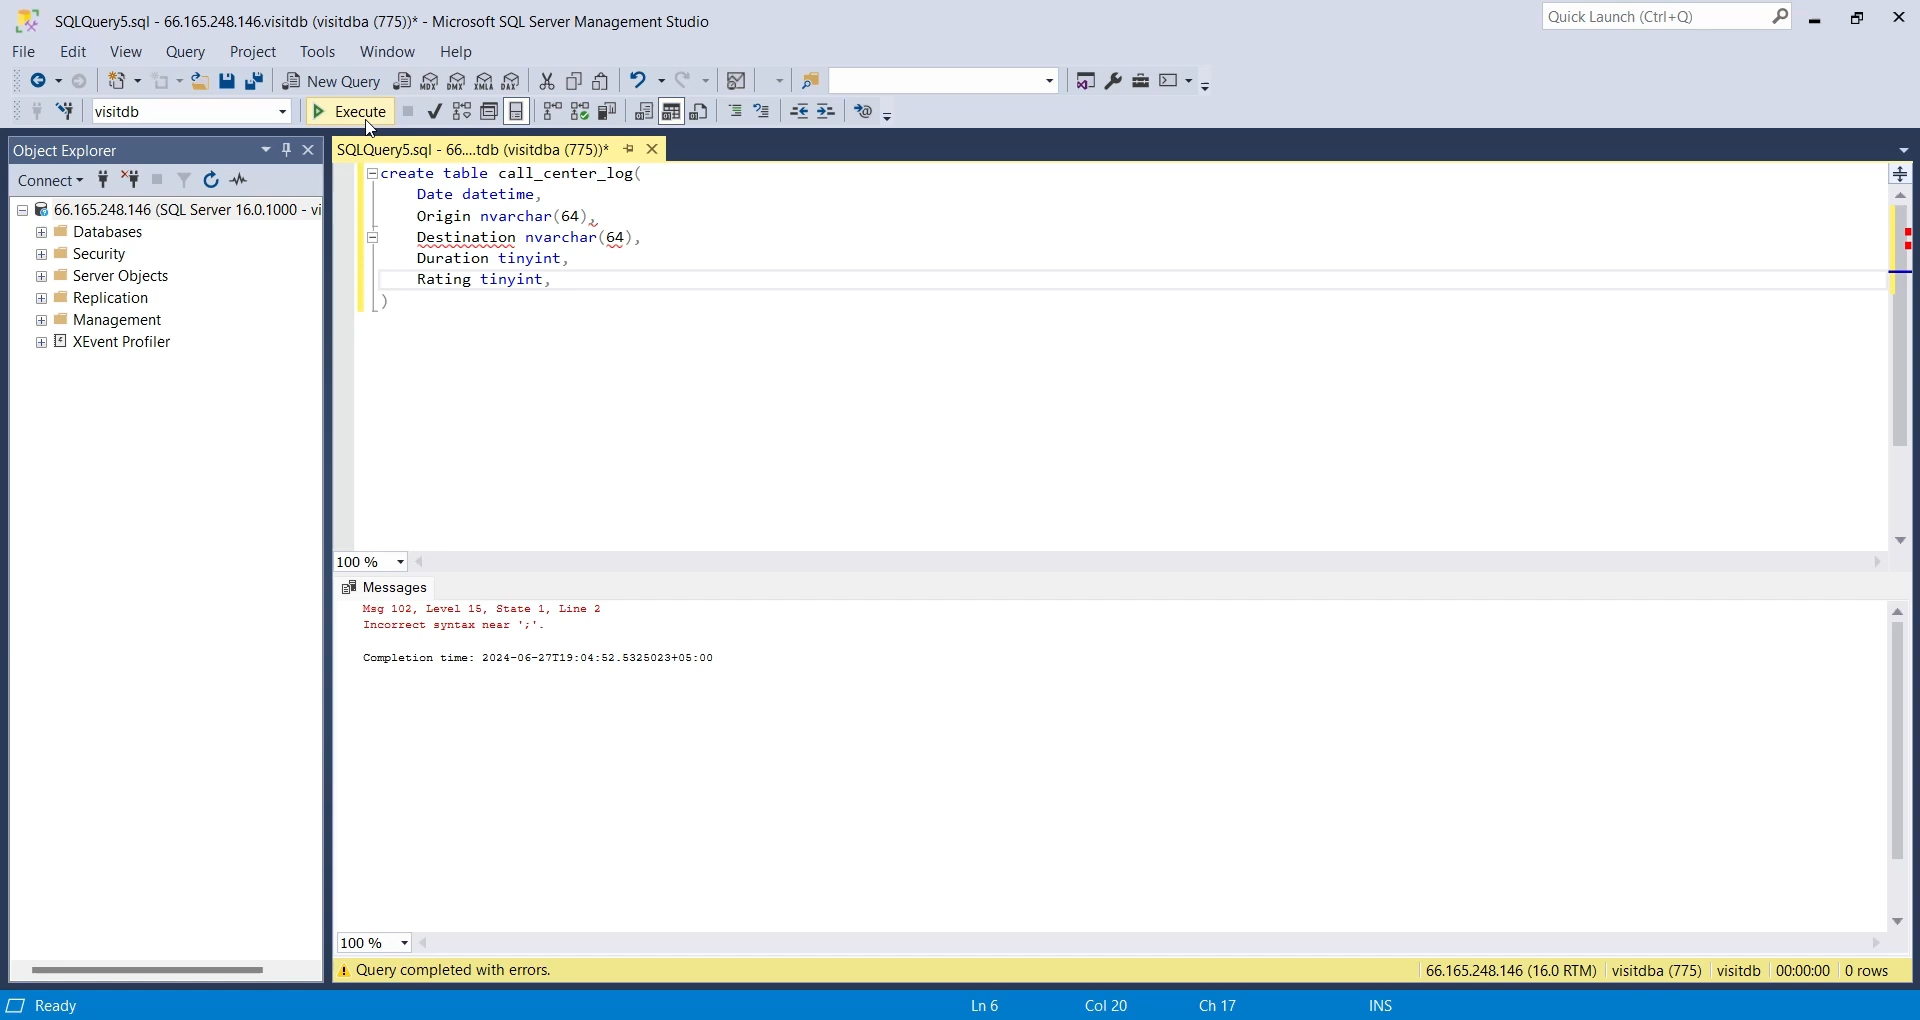 SQLQuery5.sql - 66.165.248.146.visitdb (visitdba (775))* - Microsoft SQL Server Management Studio
Quick Launch (Ctrl+Q)
File Edit View Query Project Tools Window Help
New Query MDX DMX XMLA DAX
visitdb Execute
Object Explorer
Connect
66.165.248.146 (SQL Server 16.0.1000 - vi
Databases
Security
Server Objects
Replication
Management
XEvent Profiler
SQLQuery5.sql - 66....tdb (visitdba (775))*
create table call_center_log(
Date datetime,
Origin nvarchar(64),
Destination nvarchar(64),
Duration tinyint,
Rating tinyint,
)
100 %
Messages
Msg 102, Level 15, State 1, Line 2
Incorrect syntax near ';'.
Completion time: 2024-06-27T19:04:52.5325023+05:00
100 %
Query completed with errors.
66.165.248.146 (16.0 RTM) visitdba (775) visitdb 00:00:00 0 rows
Ready Ln 6 Col 20 Ch 17 INS